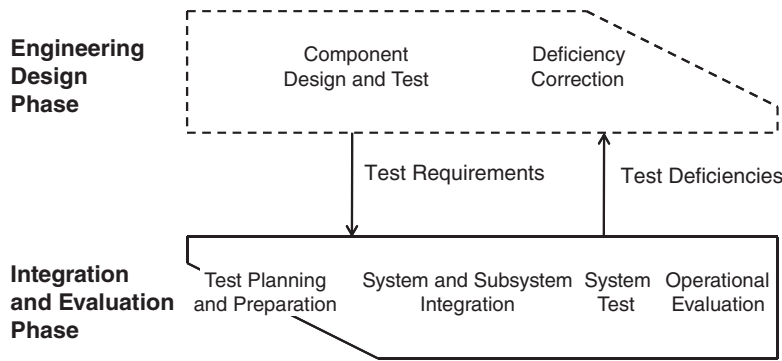 Engineering
Design
Phase
Component
Design and Test
Deficiency
Correction
Test Requirements
Test Deficiencies
Integration
and Evaluation
Phase
Test Planning
and Preparation
System and Subsystem
Integration
System
Test
Operational
Evaluation